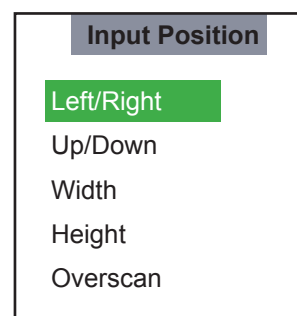 Input Position
Left/Right
Up/Down
Width
Height
Overscan